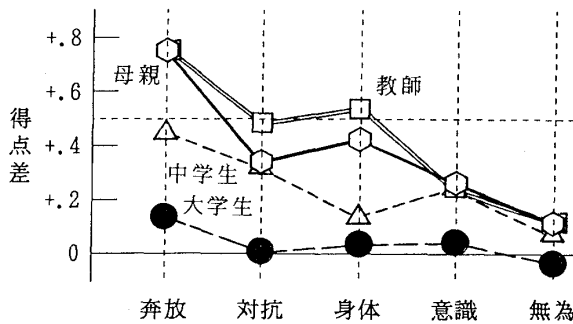 +.8
母親
教師
+.6
得点差
+.4
中学生
大学生
+.2
0
奔放 対抗 身体 意識 無為